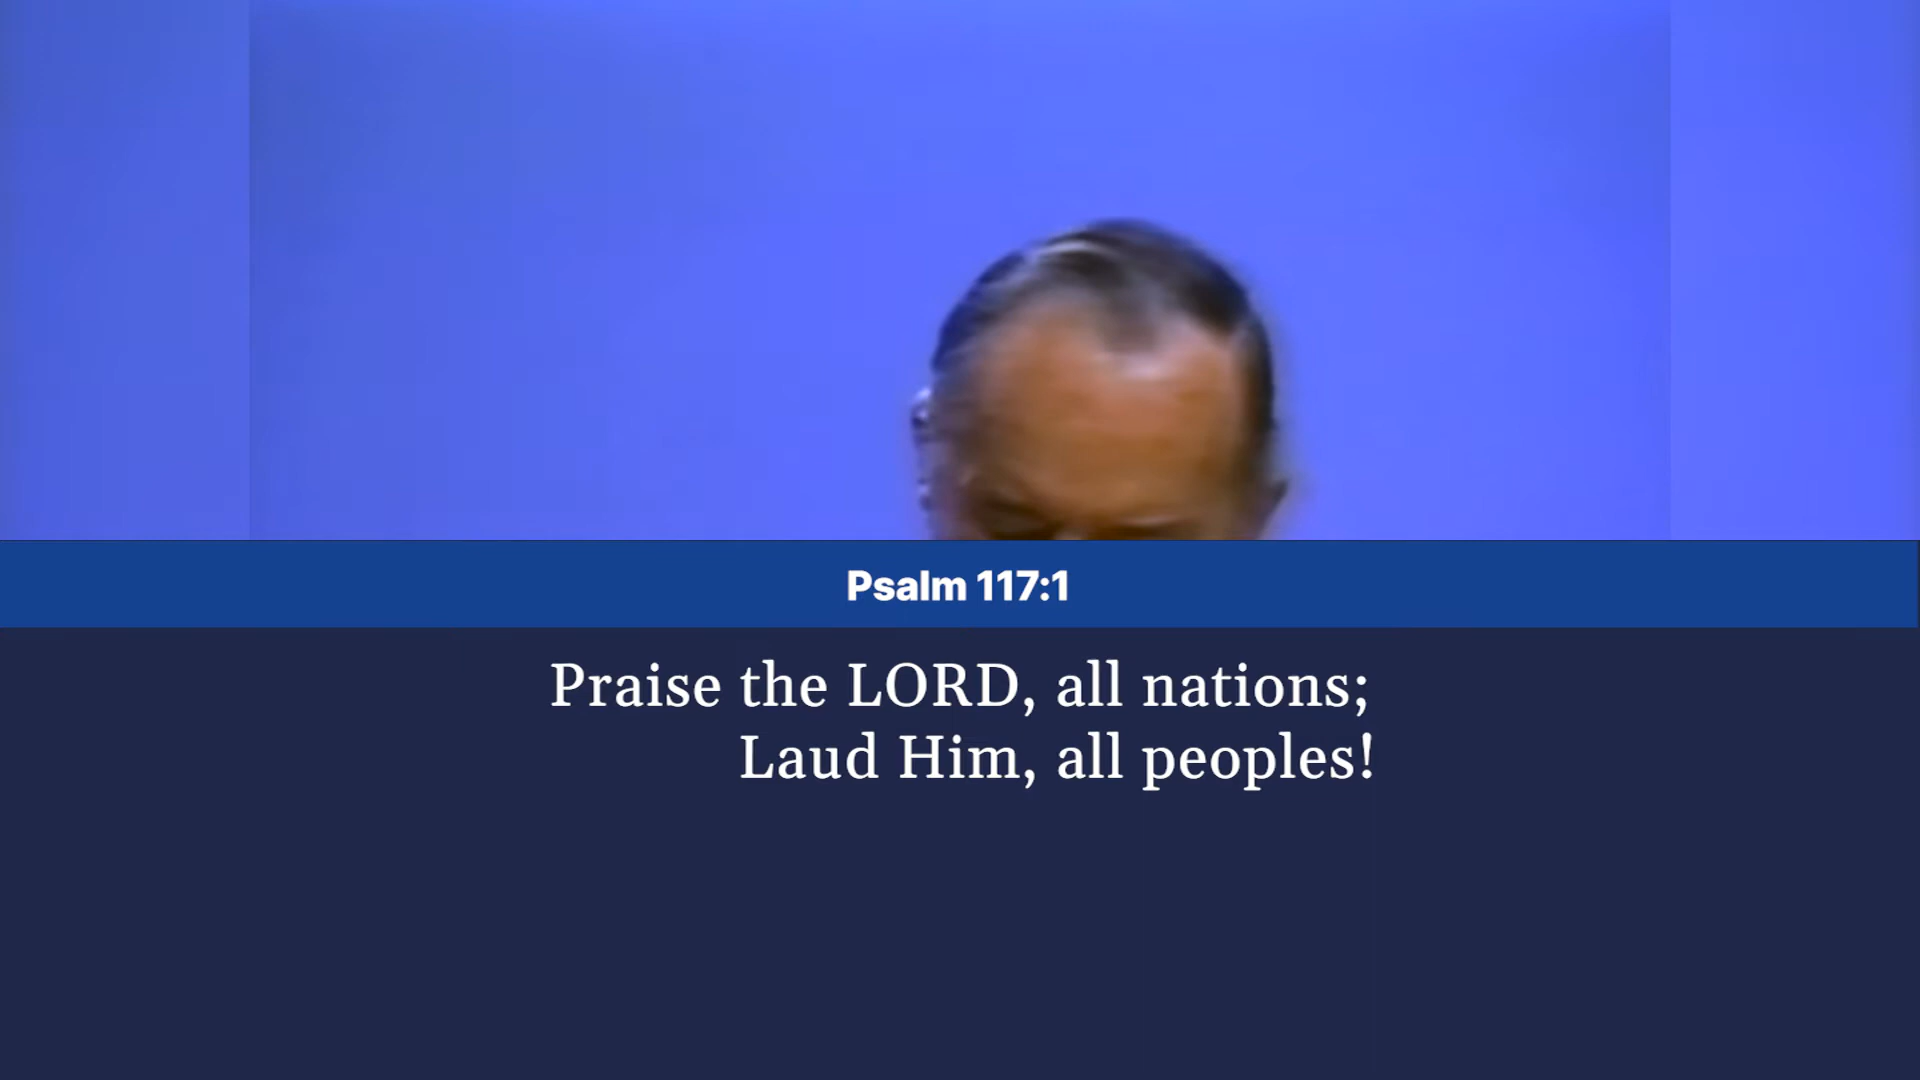 Psalm 117:1
Praise the LORD, all nations;
Laud Him, all peoples!